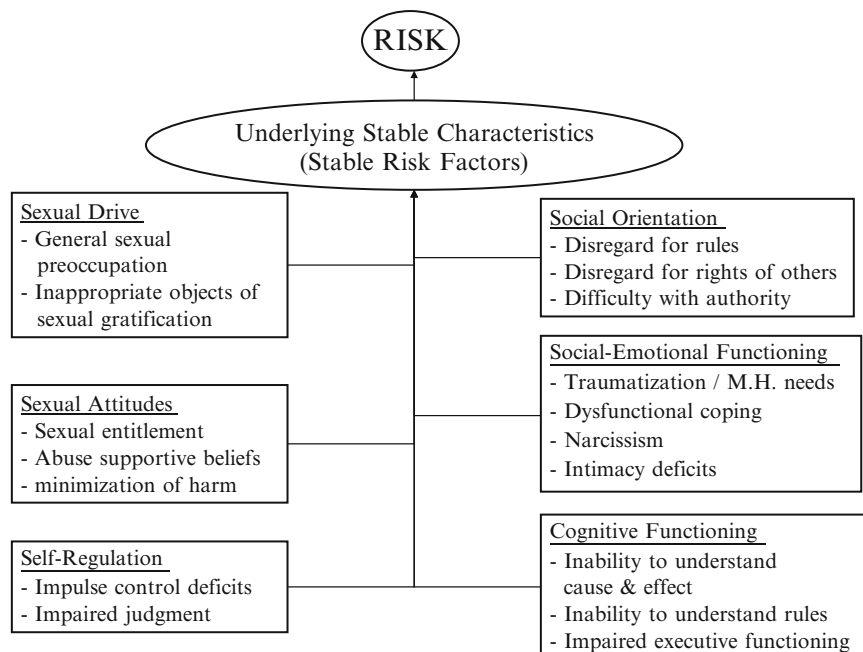 RISK
Underlying Stable Characteristics
(Stable Risk Factors)
Sexual Drive
- General sexual
preoccupation
- Inappropriate objects of
sexual gratification
Sexual Attitudes
- Sexual entitlement
- Abuse supportive beliefs
- minimization of harm
Self-Regulation
- Impulse control deficits
- Impaired judgment
Social Orientation
- Disregard for rules
- Disregard for rights of others
- Difficulty with authority
Social-Emotional Functioning
- Traumatization / M.H. needs
- Dysfunctional coping
- Narcissism
- Intimacy deficits
Cognitive Functioning
- Inability to understand
cause & effect
- Inability to understand rules
- Impaired executive functioning